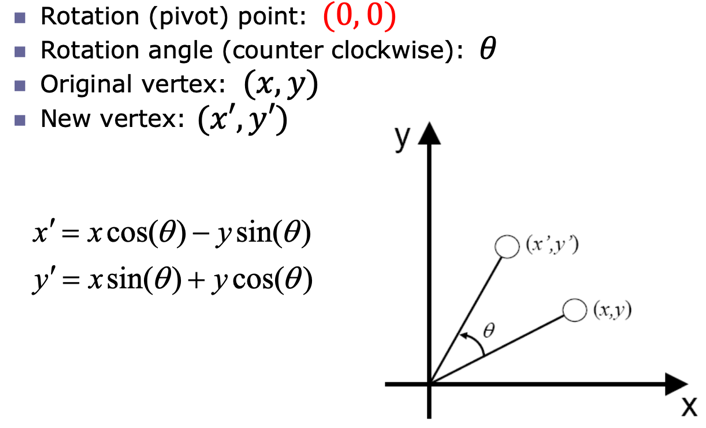 Rotation (pivot) point: (0, 0)
Rotation angle (counter clockwise): θ
Original vertex: (x, y)
New vertex: (x′, y′)
y
x′ = x cos(θ) − y sin(θ)
y′ = x sin(θ) + y cos(θ)
(x’,y’)
(x,y)
θ
x